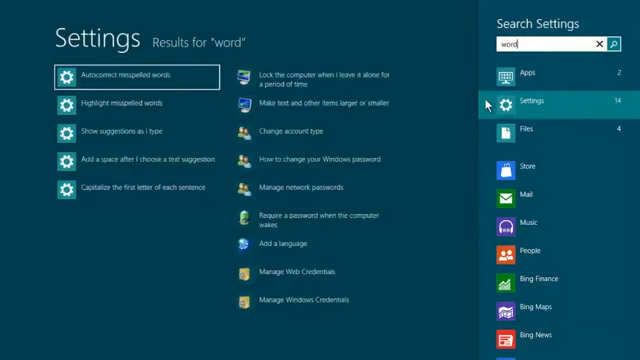 Settings Results for "word"
Autocorrect misspelled words
Highlight misspelled words
Show suggestions as I type
Add a space after I choose a text suggestion
Capitalize the first letter of each sentence
Lock the computer when I leave it alone for
a period of time
Make text and other items larger or smaller
Change account type
How to change your Windows password
Manage network passwords
Require a password when the computer
wakes
Add a language
Manage Web Credentials
Manage Windows Credentials
Search Settings
word
Apps 2
Settings 14
Files 4
Store
Mail
Music
People
Bing Finance
Bing Maps
Bing News